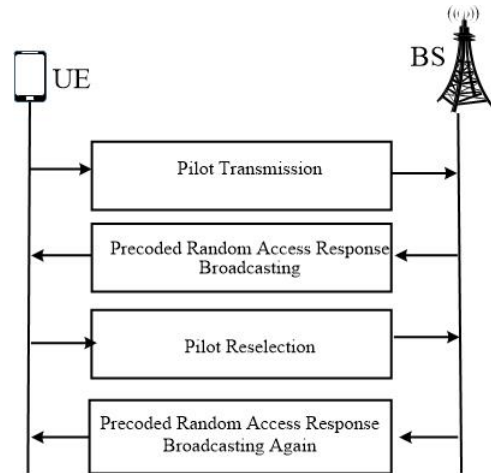 UE
BS
Pilot Transmission
Precoded Random Access Response
Broadcasting
Pilot Reselection
Precoded Random Access Response
Broadcasting Again